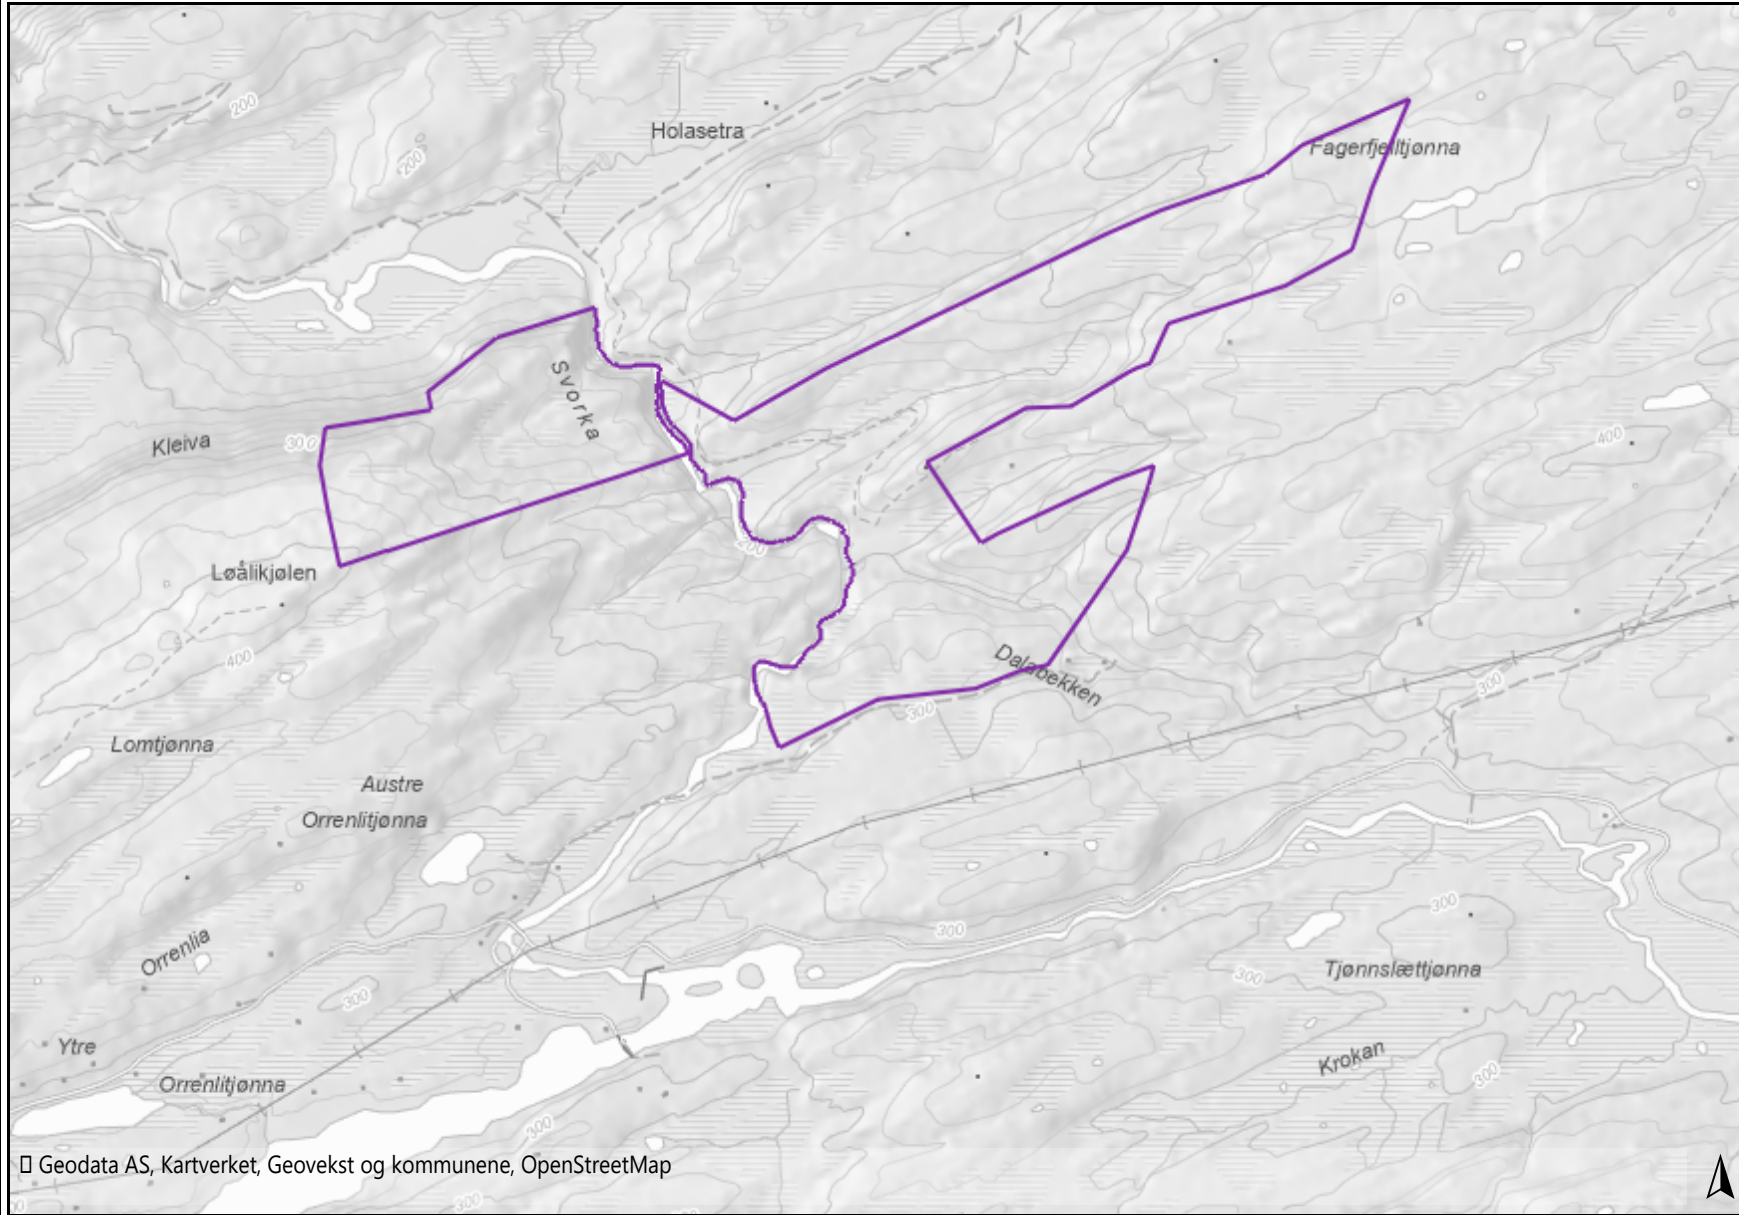 200
Holasetra
Fagerfjelltjønna
200
Svorka
Kleiva
300
400
200
Løålikjølen
400
Dalabekken
300
300
Lomtjønna
Austre
Orrenlitjønna
300
300
Orrenlia
Tjønnslættjønna
300
300
Ytre
Krokan
Orrenlitjønna
300
300
Geodata AS, Kartverket, Geovekst og kommunene, OpenStreetMap
300